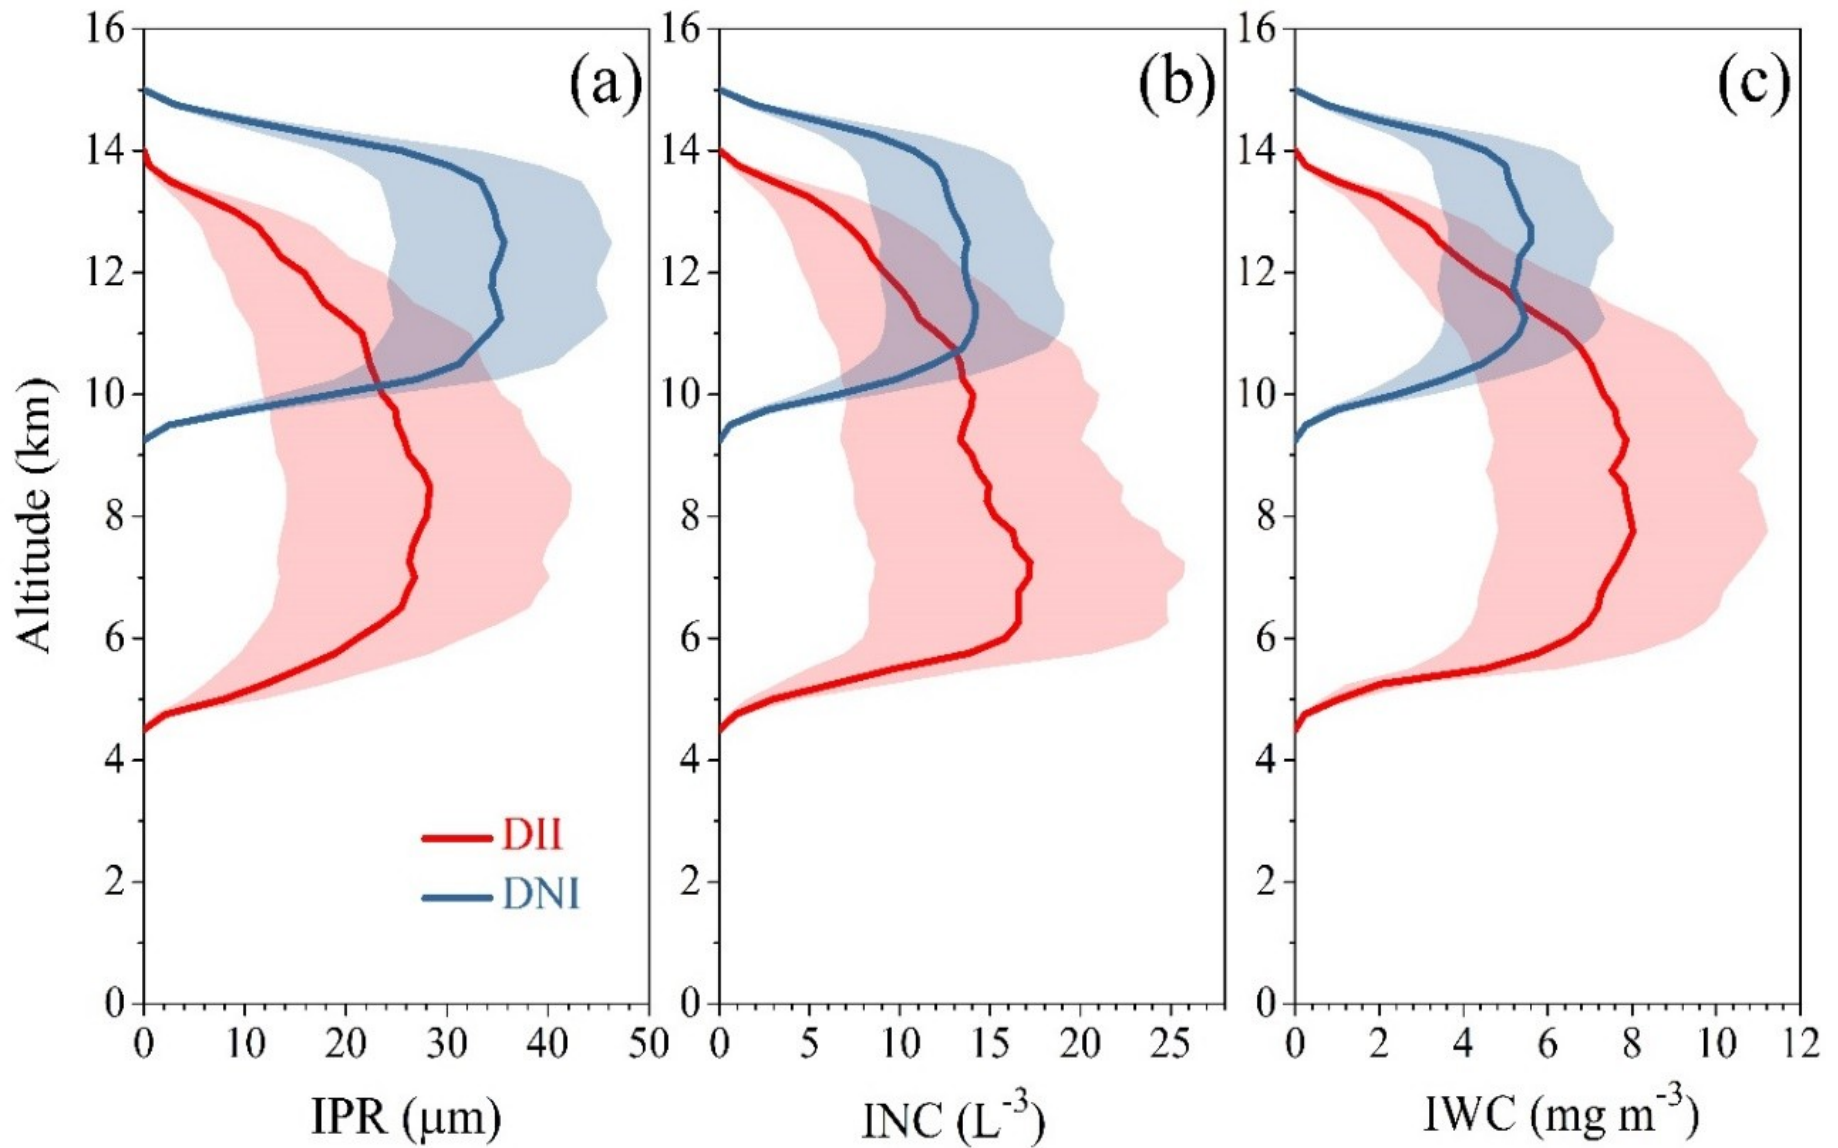 (a) (b) (c)
16 14 12 10 8 6 4 2 0
16 14 12 10 8 6 4 2 0
16 14 12 10 8 6 4 2 0
Altitude (km)
DII
DNI
0 10 20 30 40 50
0 5 10 15 20 25
0 2 4 6 8 10 12
IPR (μm)
INC (L⁻³)
IWC (mg m⁻³)